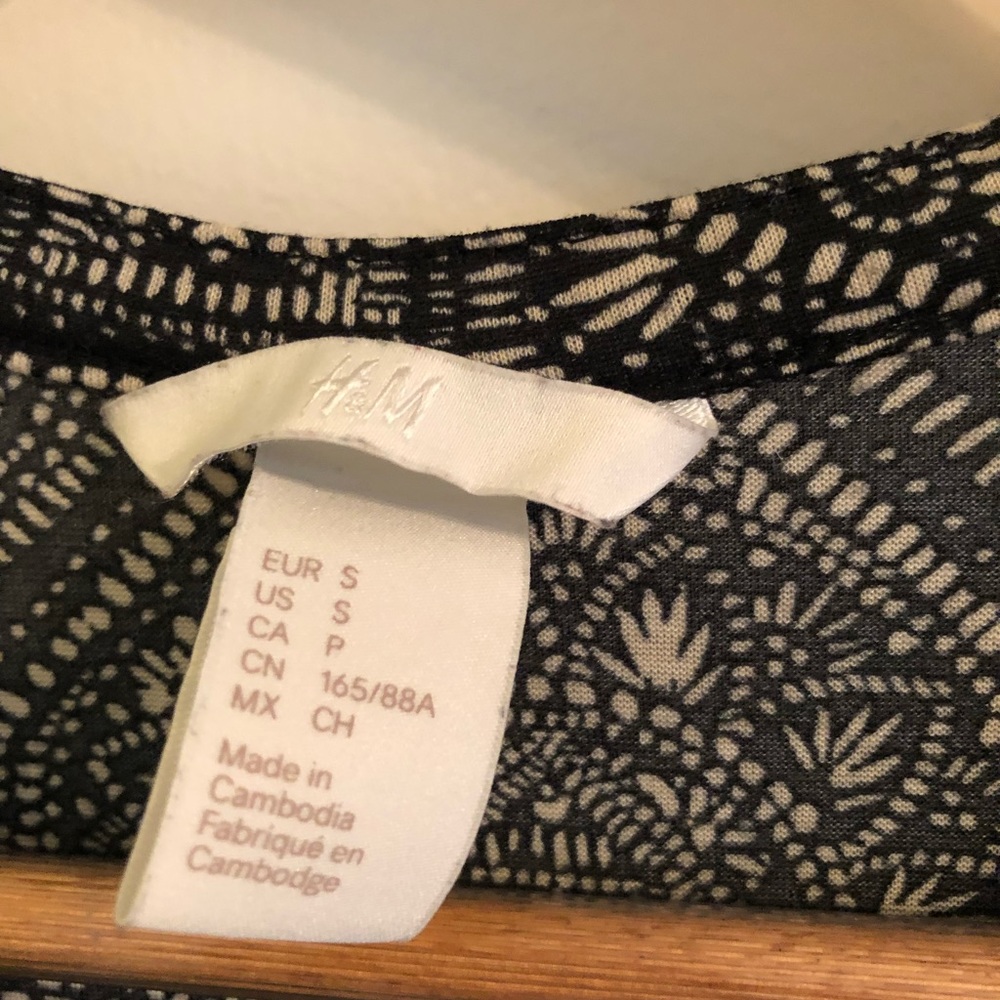 H&M
EUR S
US S
CA P
CN 165/88A
MX CH
Made in
Cambodia
Fabriqué en
Cambodge